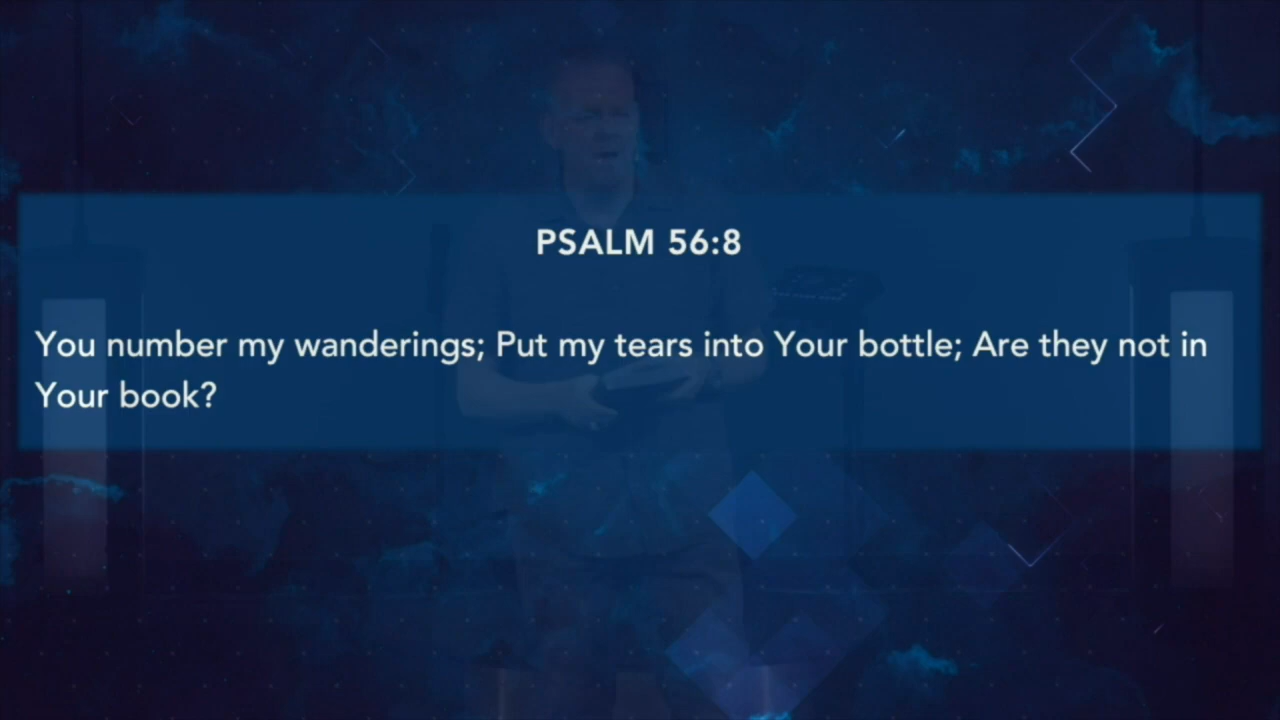 PSALM 56:8
You number my wanderings; Put my tears into Your bottle; Are they not in
Your book?